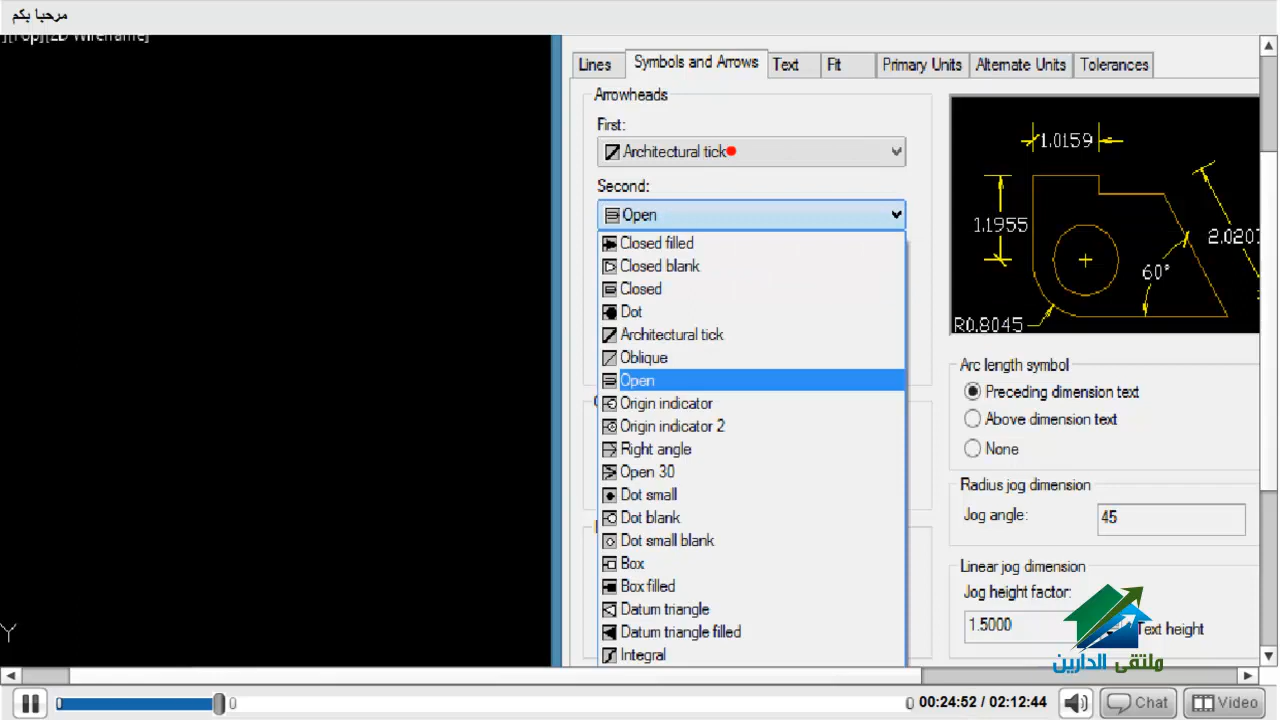 مرحبا بكم
][Top][2D Wireframe]
Lines
Symbols and Arrows
Text
Fit
Primary Units
Alternate Units
Tolerances
Arrowheads
First:
Architectural tick
Second:
Open
Closed filled
Closed blank
Closed
Dot
Architectural tick
Oblique
Open
Origin indicator
Origin indicator 2
Right angle
Open 30
Dot small
Dot blank
Dot small blank
Box
Box filled
Datum triangle
Datum triangle filled
Integral
1.0159
1.1955
2.0201
60°
R0.8045
Arc length symbol
Preceding dimension text
Above dimension text
None
Radius jog dimension
Jog angle:
45
Linear jog dimension
Jog height factor:
1.5000
Text height
ملتقى الدارين
Y
0
0
00:24:52 / 02:12:44
Chat
Video